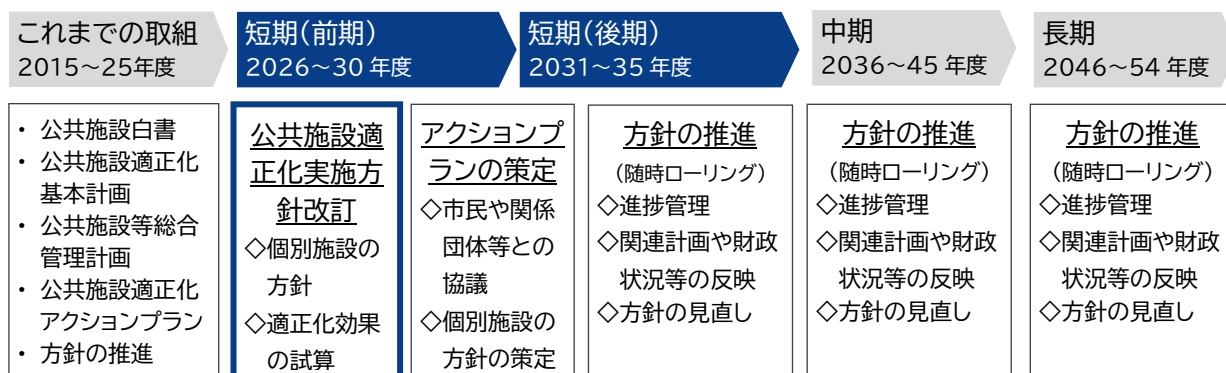 これまでの取組
2015～25年度
短期（前期）
2026～30 年度
短期（後期）
2031～35 年度
中期
2036～45 年度
長期
2046～54 年度
・ 公共施設白書
・ 公共施設適正化
基本計画
・ 公共施設等総合
管理計画
・ 公共施設適正化
アクションプラン
・ 方針の推進
公共施設適
正化実施方
針改訂
◇個別施設の
方針
◇適正化効果
の試算
アクションプ
ランの策定
◇市民や関係
団体等との
協議
◇個別施設の
方針の策定
方針の推進
（随時ローリング）
◇進捗管理
◇関連計画や財政
状況等の反映
◇方針の見直し
方針の推進
（随時ローリング）
◇進捗管理
◇関連計画や財政
状況等の反映
◇方針の見直し
方針の推進
（随時ローリング）
◇進捗管理
◇関連計画や財政
状況等の反映
◇方針の見直し